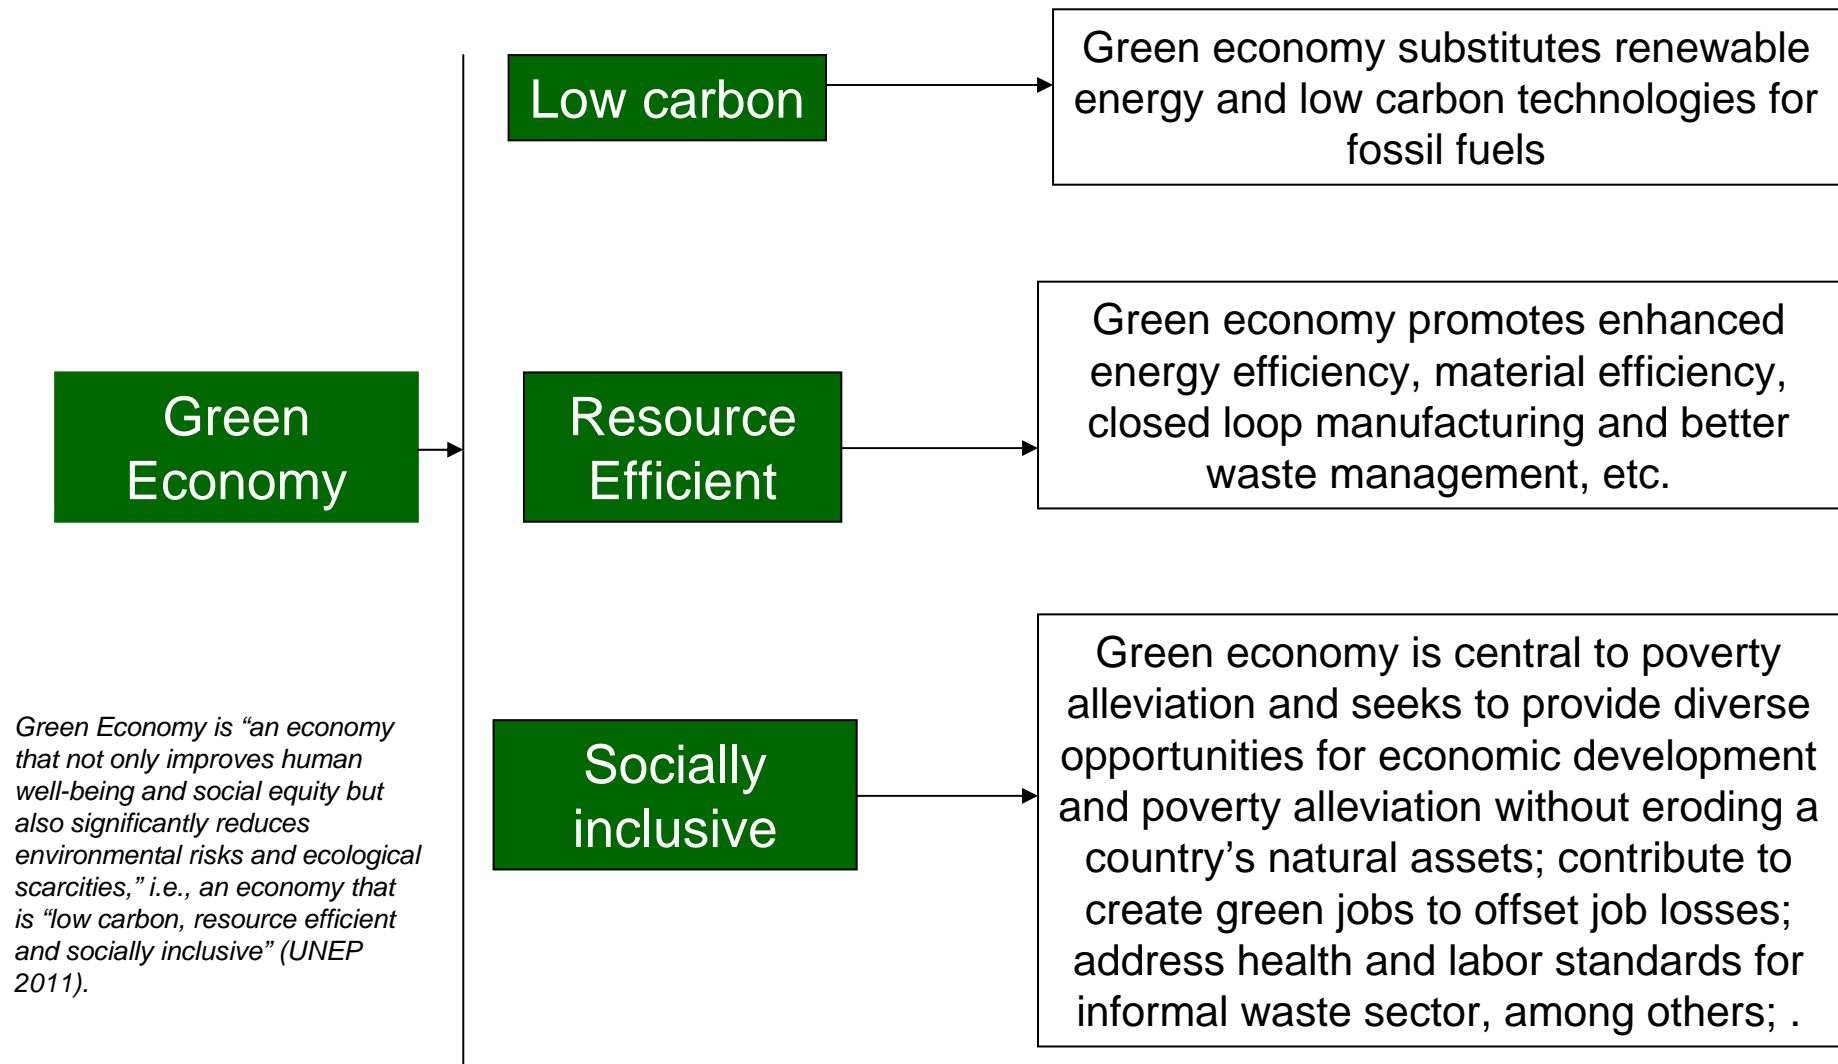 Green
Economy
Green Economy is “an economy
that not only improves human
well-being and social equity but
also significantly reduces
environmental risks and ecological
scarcities,” i.e., an economy that
is “low carbon, resource efficient
and socially inclusive” (UNEP
2011).
Low carbon
Green economy substitutes renewable
energy and low carbon technologies for
fossil fuels
Resource
Efficient
Green economy promotes enhanced
energy efficiency, material efficiency,
closed loop manufacturing and better
waste management, etc.
Socially
inclusive
Green economy is central to poverty
alleviation and seeks to provide diverse
opportunities for economic development
and poverty alleviation without eroding a
country’s natural assets; contribute to
create green jobs to offset job losses;
address health and labor standards for
informal waste sector, among others; .